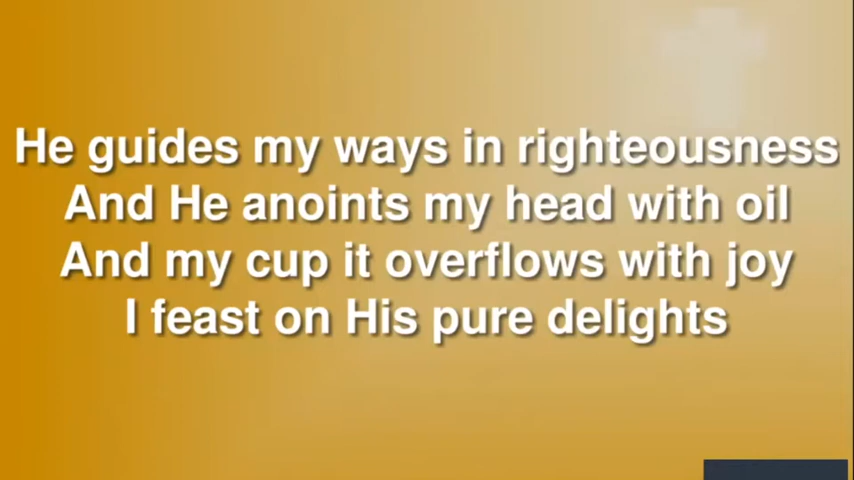 He guides my ways in righteousness
And He anoints my head with oil
And my cup it overflows with joy
I feast on His pure delights